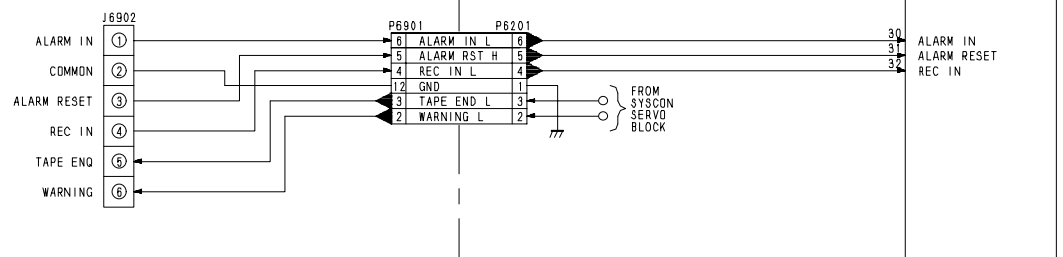 J6902
P6901 P6201
ALARM IN 1 6 ALARM IN L 6 30 ALARM IN
5 ALARM RST H 5 31 ALARM RESET
COMMON 2 4 REC IN L 4 32 REC IN
12 GND 1
ALARM RESET 3 3 TAPE END L 3
REC IN 4 2 WARNING L 2
FROM
SYSCON
SERVO
BLOCK
TAPE ENQ 5
WARNING 6